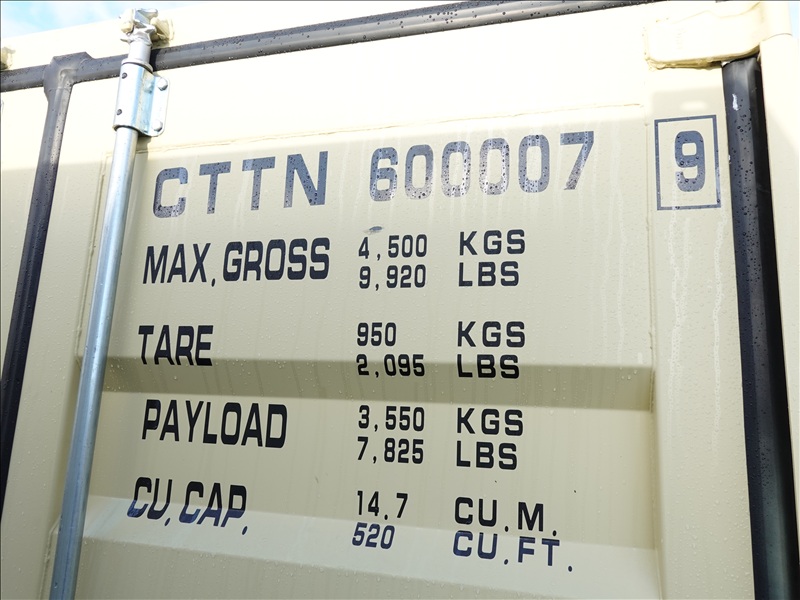 CTTN 600007 9
MAX. GROSS 4,500 KGS
9,920 LBS
TARE 950 KGS
2,095 LBS
PAYLOAD 3,550 KGS
7,825 LBS
CU. CAP. 14.7 CU.M.
520 CU.FT.